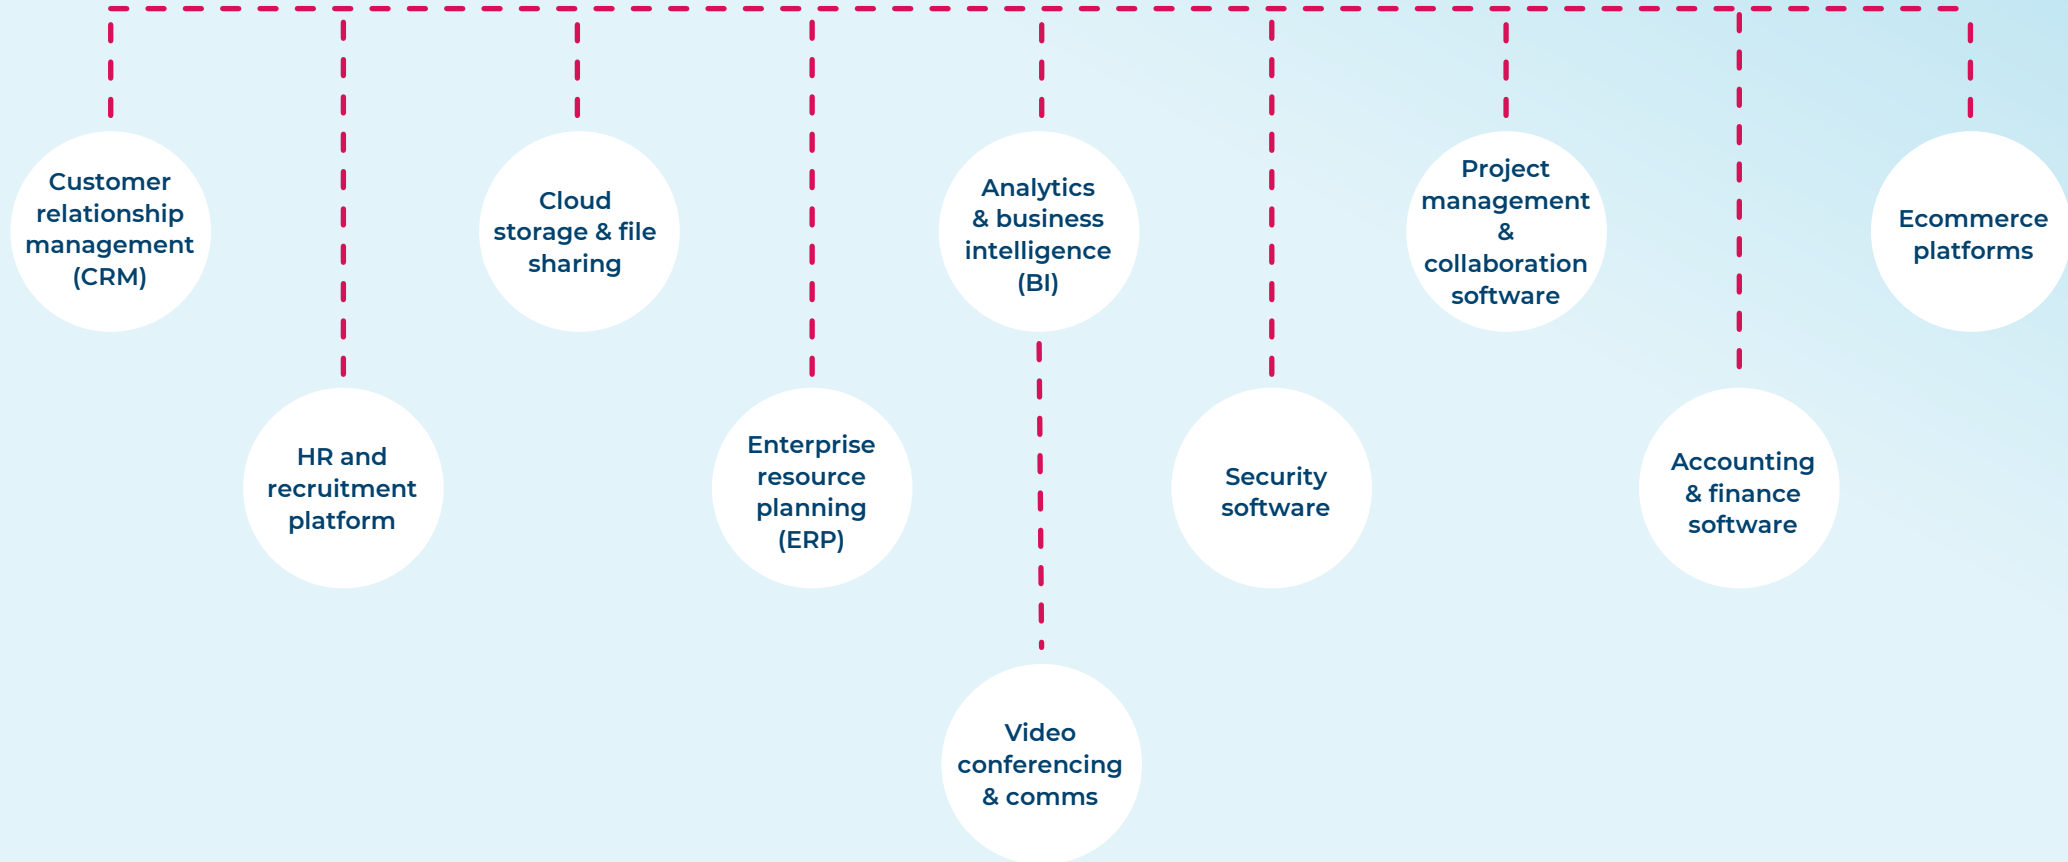 Customer
relationship
management
(CRM)
Cloud
storage & file
sharing
Analytics
& business
intelligence
(BI)
Project
management
&
collaboration
software
Ecommerce
platforms
HR and
recruitment
platform
Enterprise
resource
planning
(ERP)
Security
software
Accounting
& finance
software
Video
conferencing
& comms